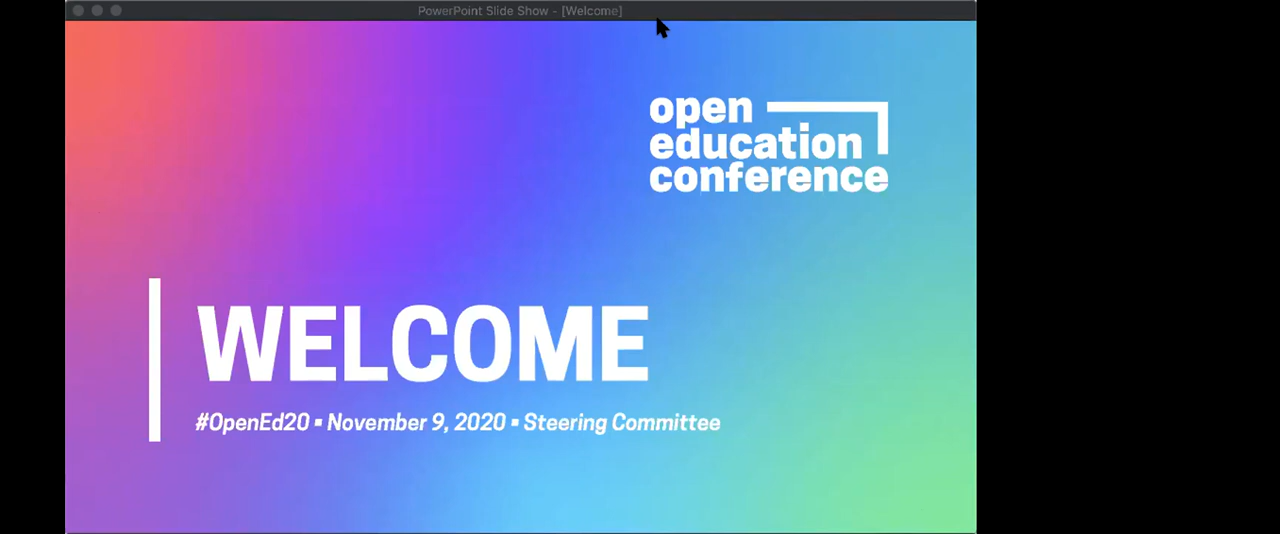 PowerPoint Slide Show - [Welcome]
open
education
conference
WELCOME
#OpenEd20 ▪ November 9, 2020 ▪ Steering Committee